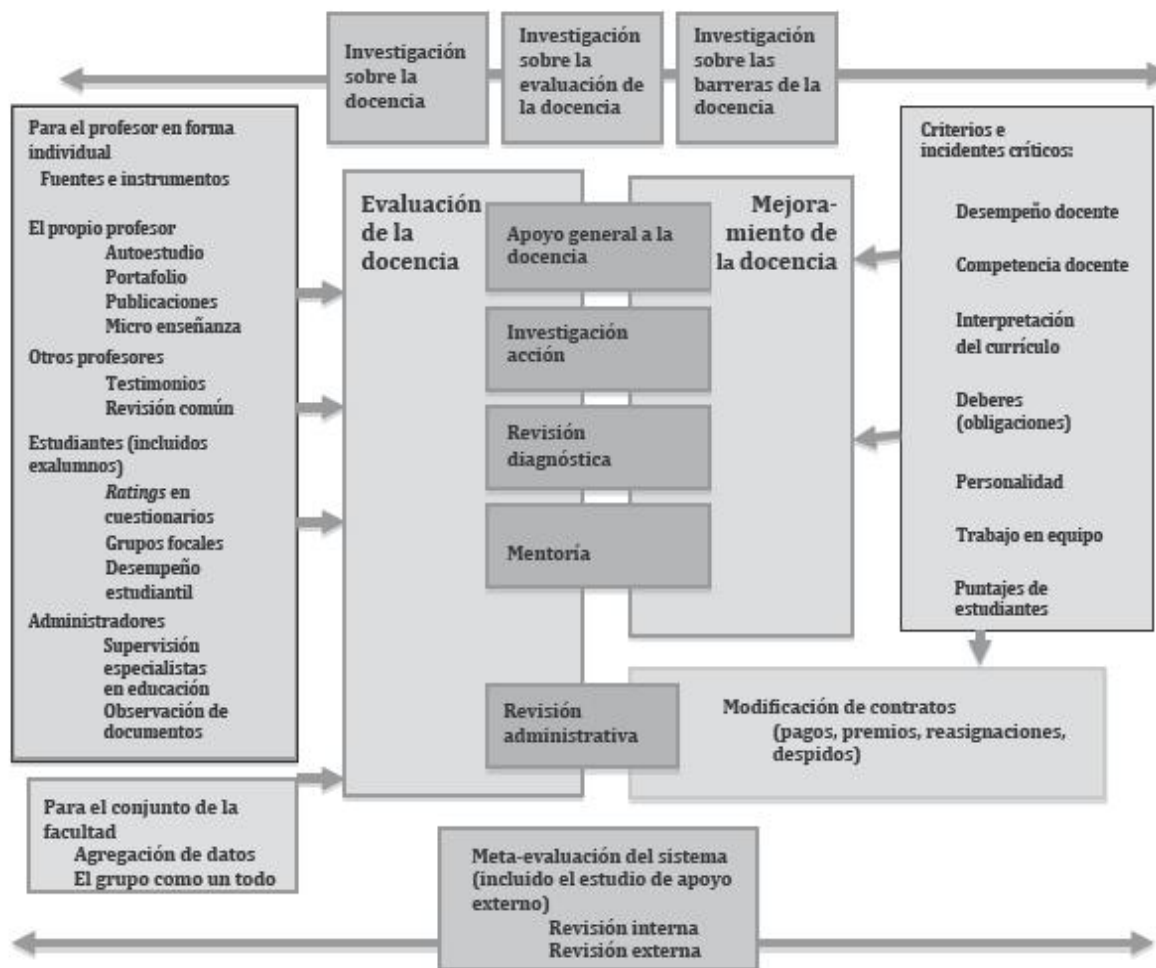 Investigación
sobre la
docencia
Investigación
sobre la
evaluación de
la docencia
Investigación
sobre las
barreras de la
docencia
Para el profesor en forma
individual
Fuentes e instrumentos
El propio profesor
Autoestudio
Portafolio
Publicaciones
Micro enseñanza
Otros profesores
Testimonios
Revisión común
Estudiantes (incluidos
exalumnos)
Ratings en
cuestionarios
Grupos focales
Desempeño
estudiantil
Administradores
Supervisión
especialistas
en educación
Observación de
documentos
Para el conjunto de la
facultad
Agregación de datos
El grupo como un todo
Evaluación
de la
docencia
Apoyo general a la
docencia
Investigación
acción
Revisión
diagnóstica
Mentoría
Revisión
administrativa
Mejora-
miento de
la docencia
Criterios e
incidentes críticos:
Desempeño docente
Competencia docente
Interpretación
del currículo
Deberes
(obligaciones)
Personalidad
Trabajo en equipo
Puntajes de
estudiantes
Modificación de contratos
(pagos, premios, reasignaciones,
despidos)
Meta-evaluación del sistema
(incluido el estudio de apoyo
externo)
Revisión interna
Revisión externa